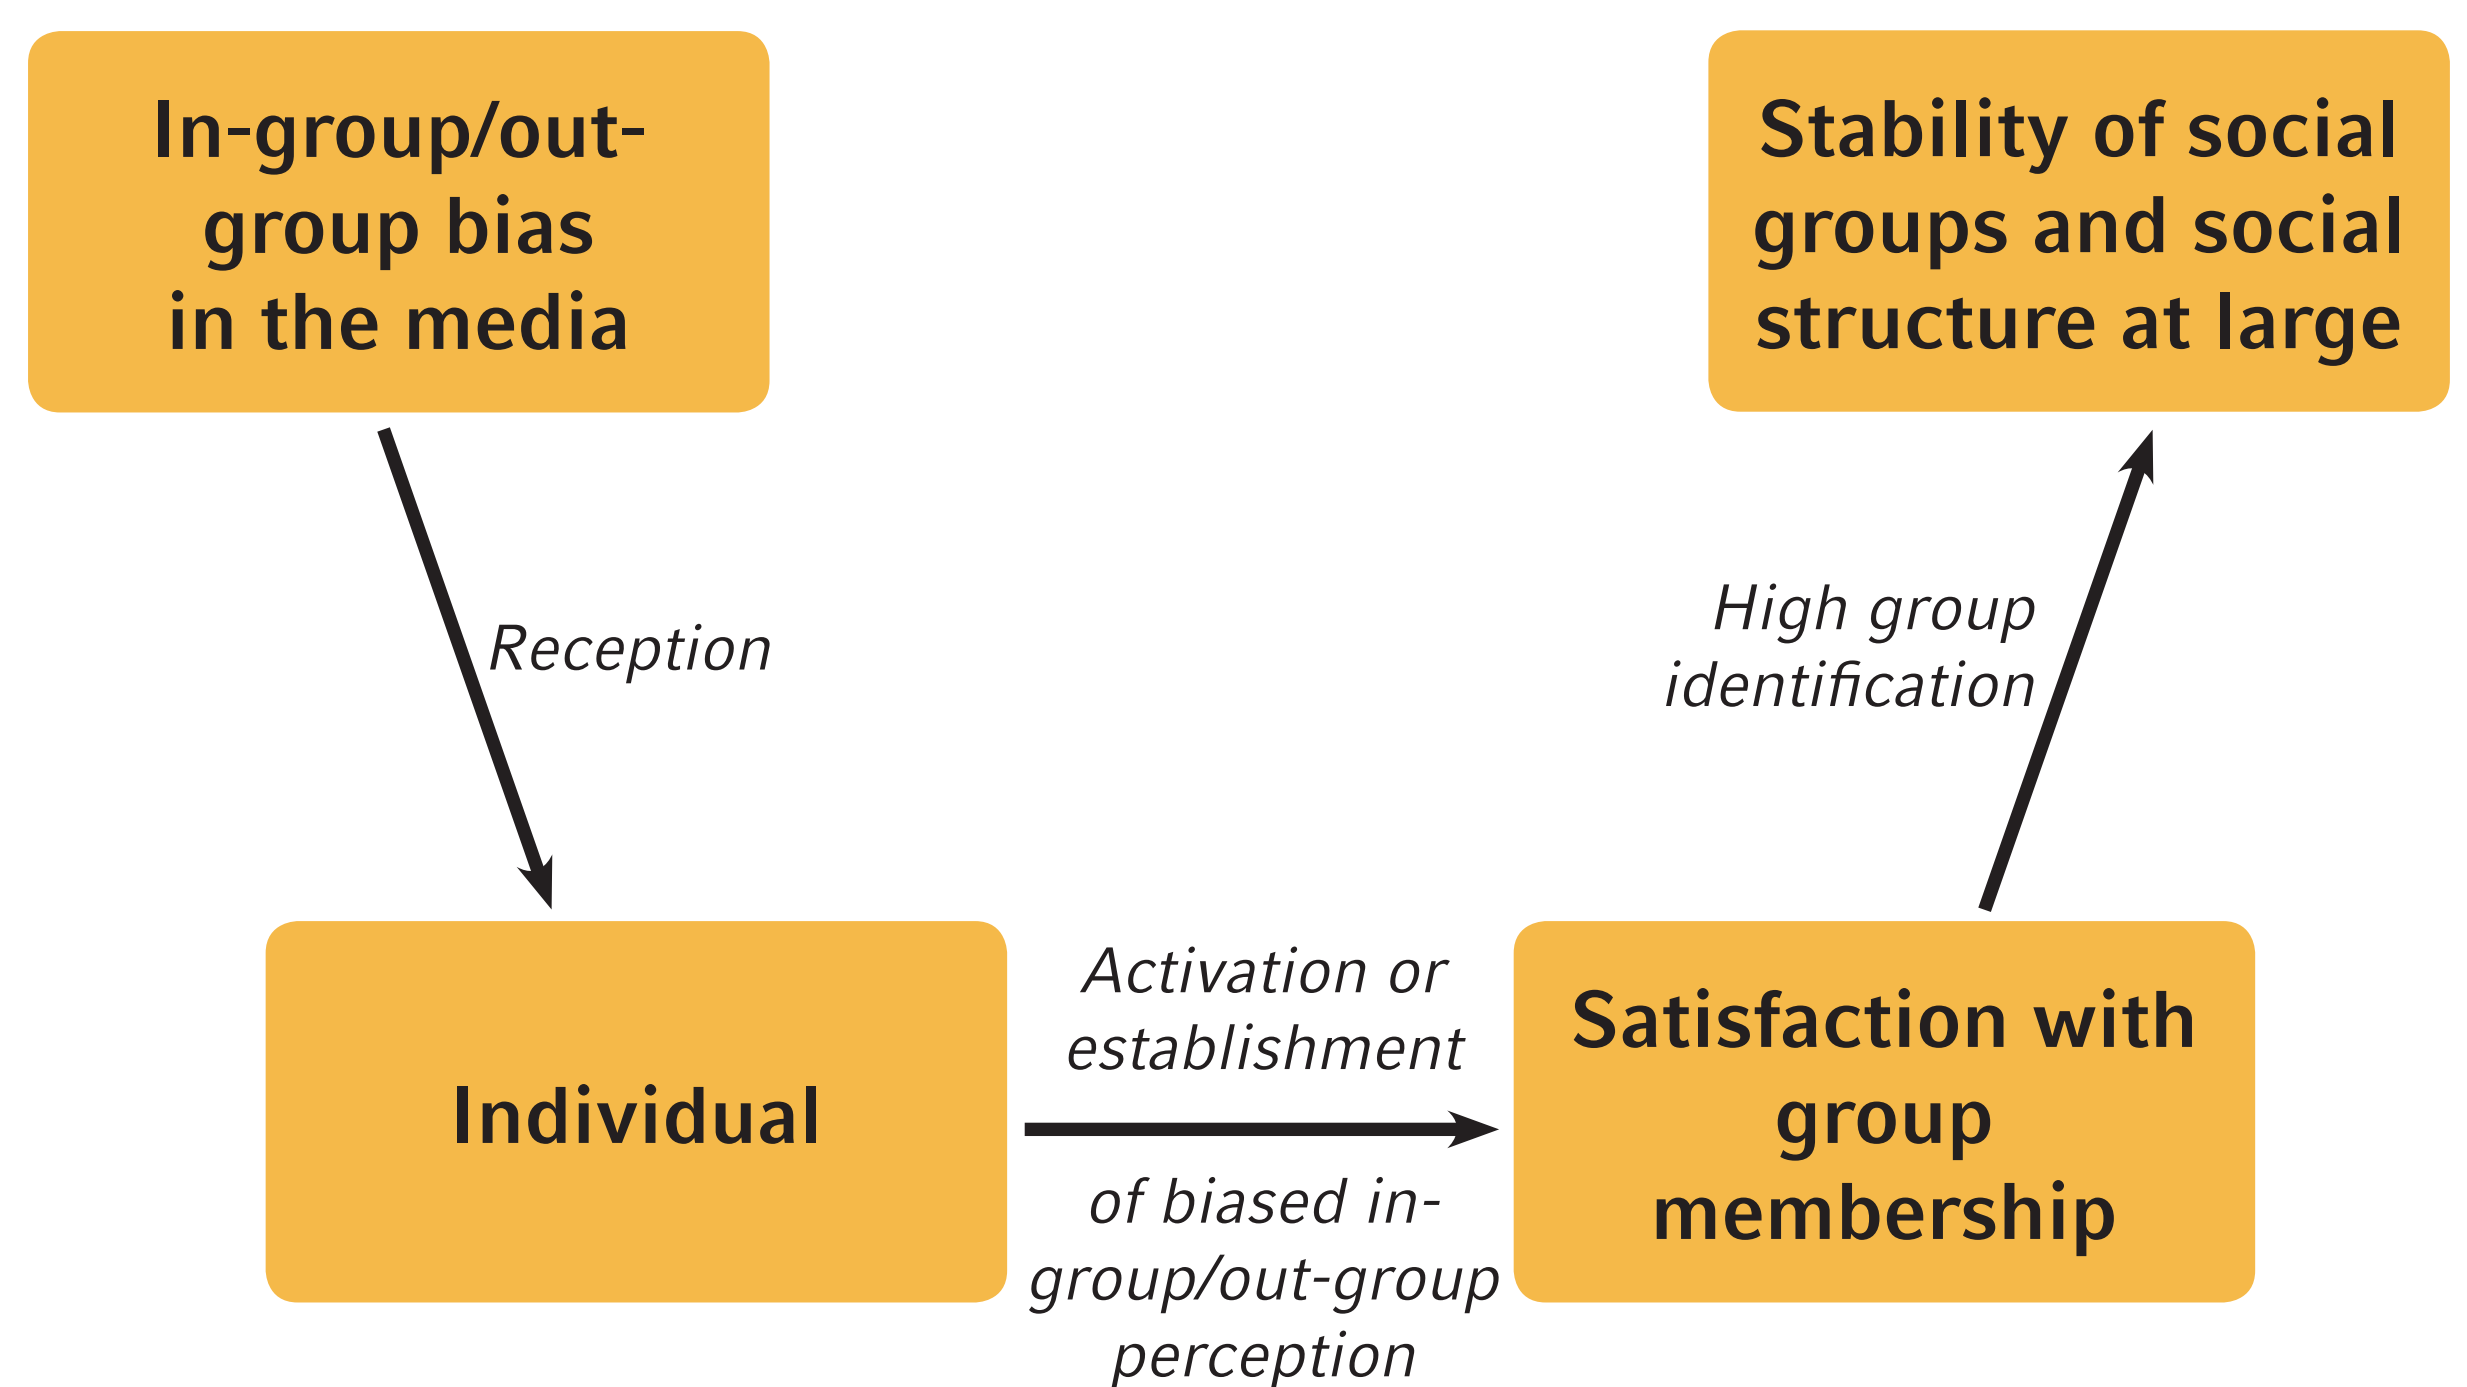 In-group/out-
group bias
in the media
Stability of social
groups and social
structure at large
Reception
High group
identification
Individual
Activation or
establishment
of biased in-
group/out-group
perception
Satisfaction with
group
membership